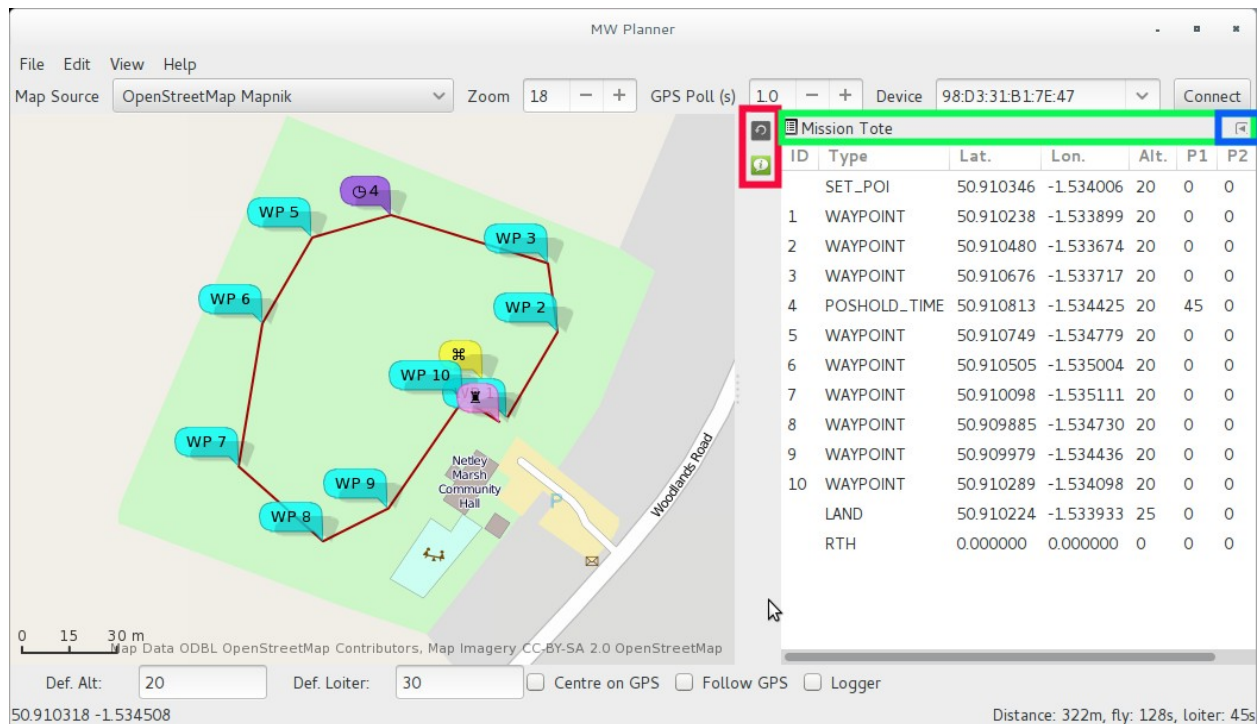 MW Planner
File Edit View Help
Map Source OpenStreetMap Mapnik Zoom 18 − + GPS Poll (s) 1.0 − + Device 98:D3:31:B1:7E:47 Connect
Mission Tote
ID Type Lat. Lon. Alt. P1 P2
SET_POI 50.910346 -1.534006 20 0 0
1 WAYPOINT 50.910238 -1.533899 20 0 0
2 WAYPOINT 50.910480 -1.533674 20 0 0
3 WAYPOINT 50.910676 -1.533717 20 0 0
4 POSHOLD_TIME 50.910813 -1.534425 20 45 0
5 WAYPOINT 50.910749 -1.534779 20 0 0
6 WAYPOINT 50.910505 -1.535004 20 0 0
7 WAYPOINT 50.910098 -1.535111 20 0 0
8 WAYPOINT 50.909885 -1.534730 20 0 0
9 WAYPOINT 50.909979 -1.534436 20 0 0
10 WAYPOINT 50.910289 -1.534098 20 0 0
LAND 50.910224 -1.533933 25 0 0
RTH 0.000000 0.000000 0 0 0
4
WP 5
WP 3
WP 6
WP 2
WP 10
WP 7
WP 9
WP 8
Netley
Marsh
Community
Hall
P
Woodlands Road
0 15 30 m
Map Data ODBL OpenStreetMap Contributors, Map Imagery CC-BY-SA 2.0 OpenStreetMap
Def. Alt: 20 Def. Loiter: 30 Centre on GPS Follow GPS Logger
50.910318 -1.534508 Distance: 322m, fly: 128s, loiter: 45s